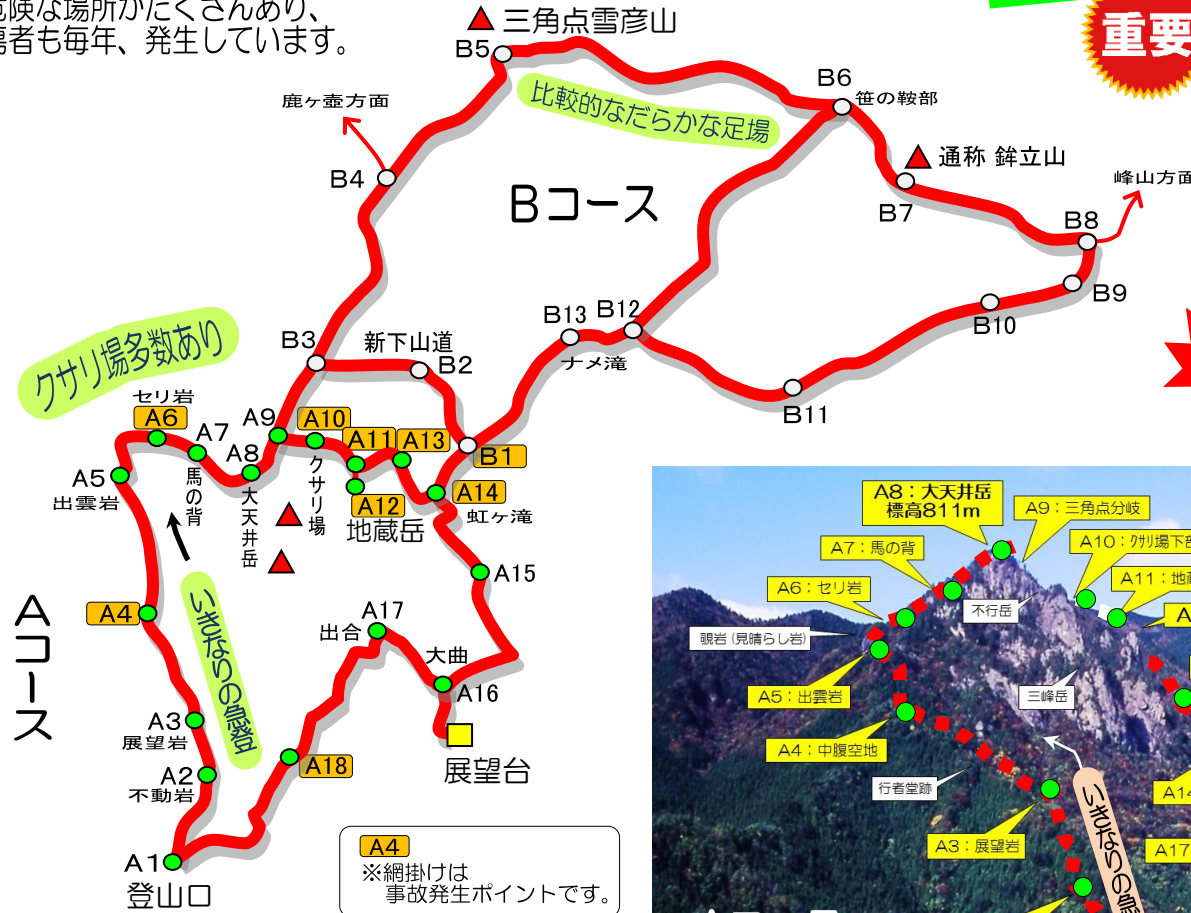 危険な場所がたくさんあり、
傷者も毎年、発生しています。
重要
三角点雪彦山
B5
鹿ヶ壺方面
比較的なだらかな足場
B6
笹の鞍部
通称 鉾立山
B4
Bコース
B7
峰山方面
B8
B9
B10
B13
B12
ナメ滝
B11
B3
新下山道
B2
クサリ場多数あり
セリ岩
A6
A7
馬の背
A8
大天井岳
A9
A10
クサリ場
A11
A13
B1
A5
出雲岩
A12
地蔵岳
A14
虹ヶ滝
A15
A4
いきなりの急登
Aコース
A17
出合
大曲
A16
A3
展望岩
A2
不動岩
A18
展望台
A1
登山口
A4
※網掛けは
事故発生ポイントです。
A8:大天井岳
標高811m
A9:三角点分岐
A7:馬の背
A10:クサリ場下部
A6:セリ岩
A11:地蔵
不行岳
覗岩(見晴らし岩)
A5:出雲岩
三峰岳
A4:中腹空地
行者堂跡
A14
A3:展望岩
A17
いきなりの急